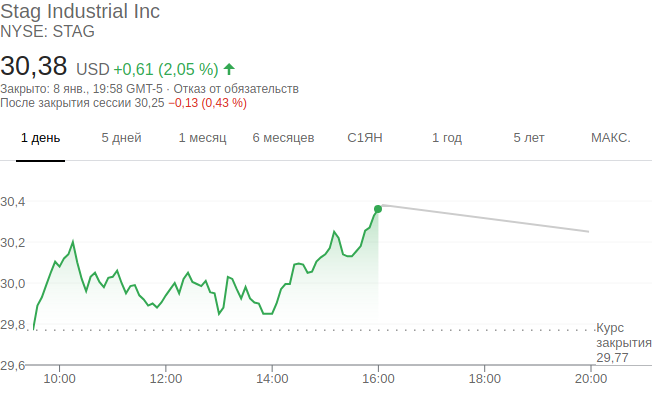 Stag Industrial Inc
NYSE: STAG
30,38 USD +0,61 (2,05 %)
Закрыто: 8 янв., 19:58 GMT-5 · Отказ от обязательств
После закрытия сессии 30,25 −0,13 (0,43 %)
1 день 5 дней 1 месяц 6 месяцев С1ЯН 1 год 5 лет МАКС.
30,4
30,2
30,0
29,8
Курс
закрытия
29,77
29,6
10:00 12:00 14:00 16:00 18:00 20:00